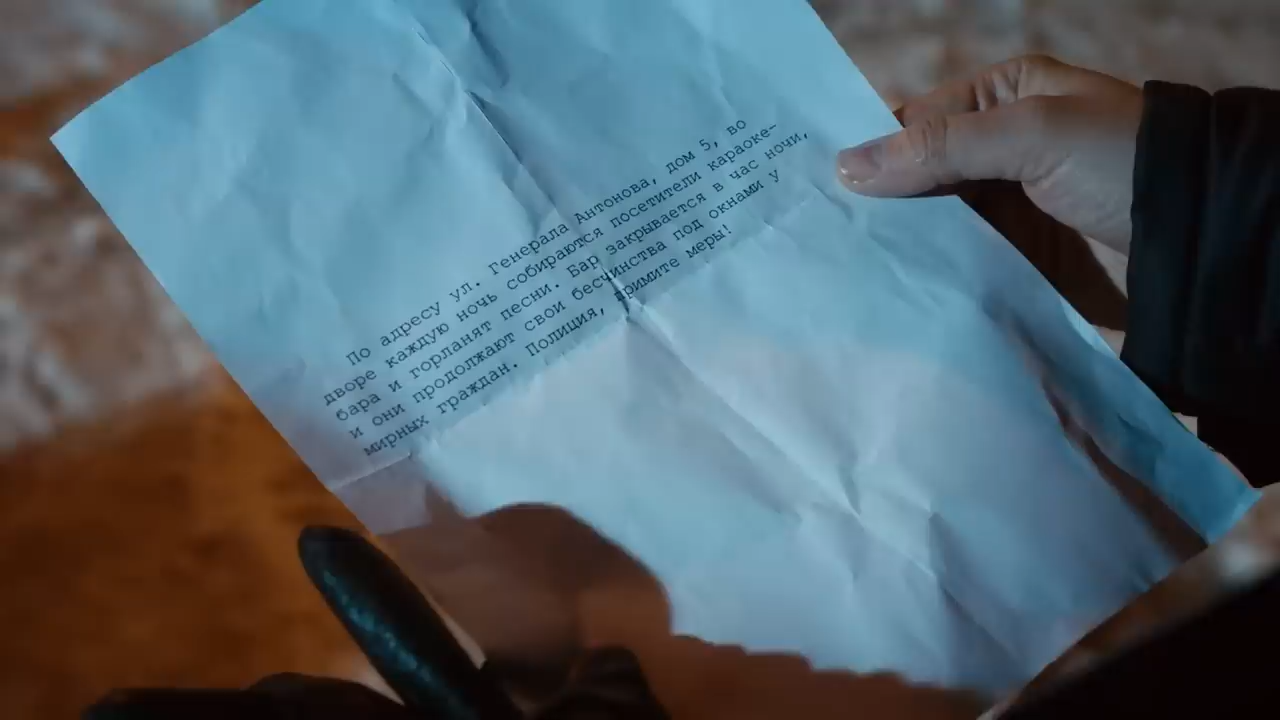 По адресу ул. Генерала Антонова, дом 5, во
дворе каждую ночь собираются посетители караоке-
бара и горланят песни. Бар закрывается в час ночи,
и они продолжают свои бесчинства под окнами у
мирных граждан. Полиция, примите меры!